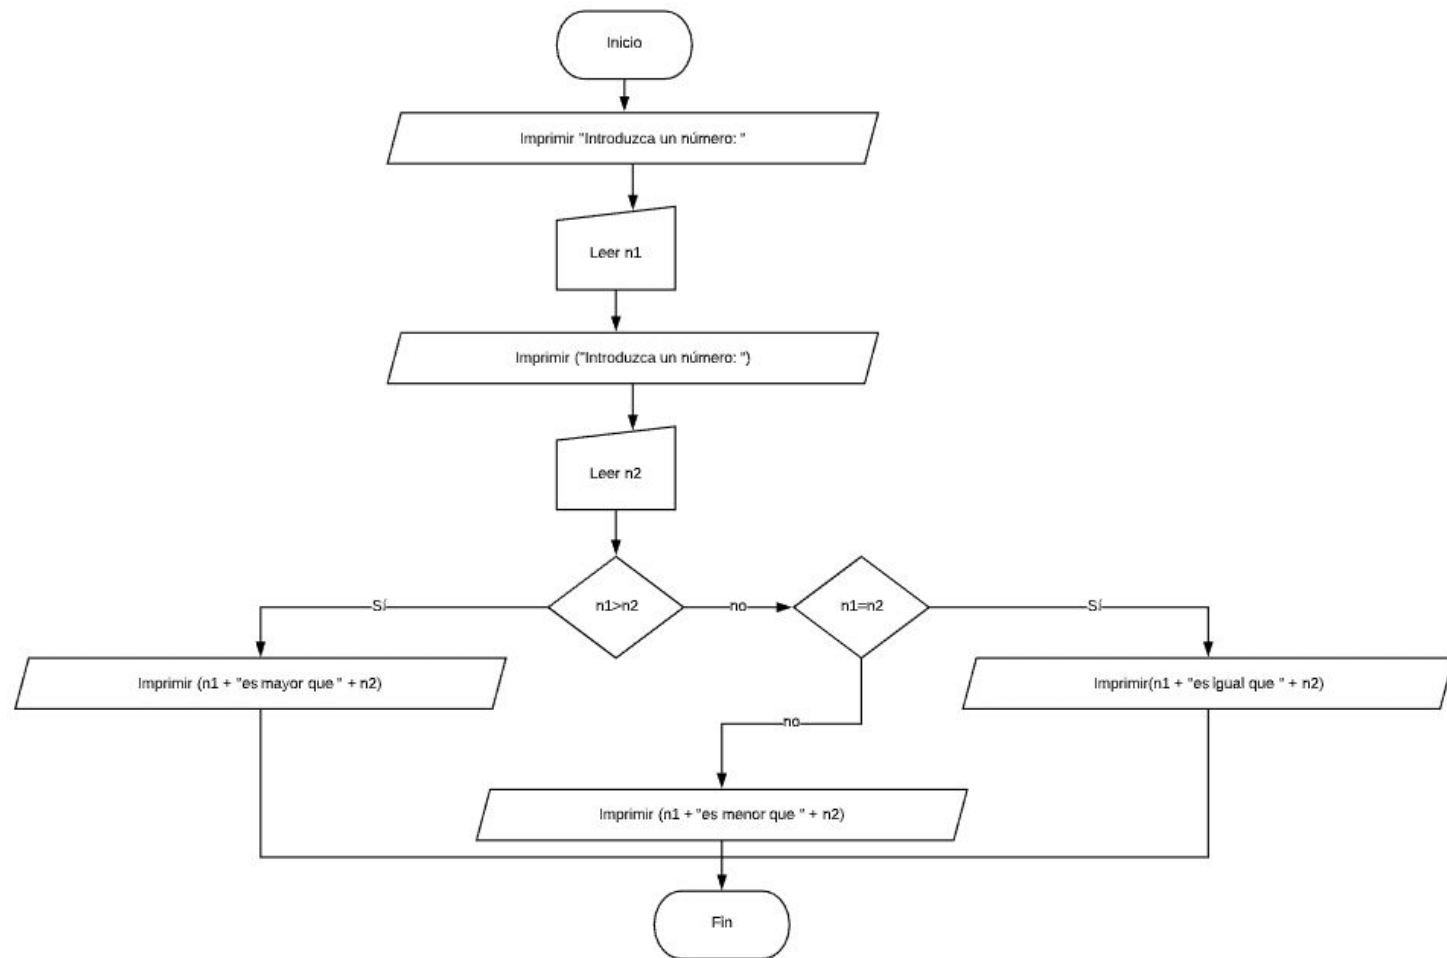 Inicio
Imprimir "Introduzca un número: "
Leer n1
Imprimir ("Introduzca un número: ")
Leer n2
Sí
n1>n2
no
n1=n2
Sí
Imprimir (n1 + "es mayor que " + n2)
Imprimir(n1 + "es igual que " + n2)
no
Imprimir (n1 + "es menor que " + n2)
Fin